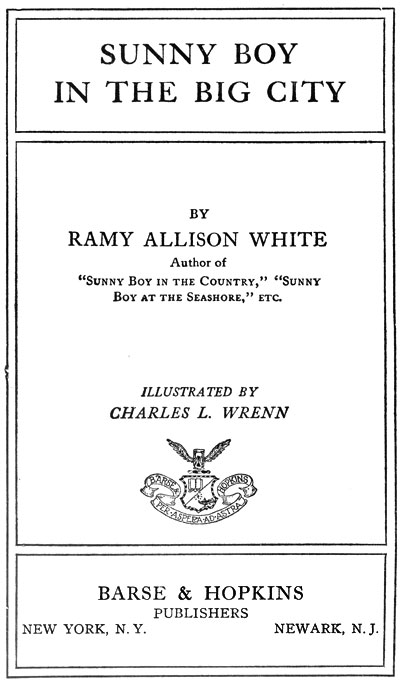 SUNNY BOY
IN THE BIG CITY
BY
RAMY ALLISON WHITE
Author of
"SUNNY BOY IN THE COUNTRY," "SUNNY
BOY AT THE SEASHORE," ETC.
ILLUSTRATED BY
CHARLES L. WRENN
BARSE & HOPKINS
PER·ASPERA·AD·ASTRA
BARSE & HOPKINS
PUBLISHERS
NEW YORK, N. Y. NEWARK, N. J.